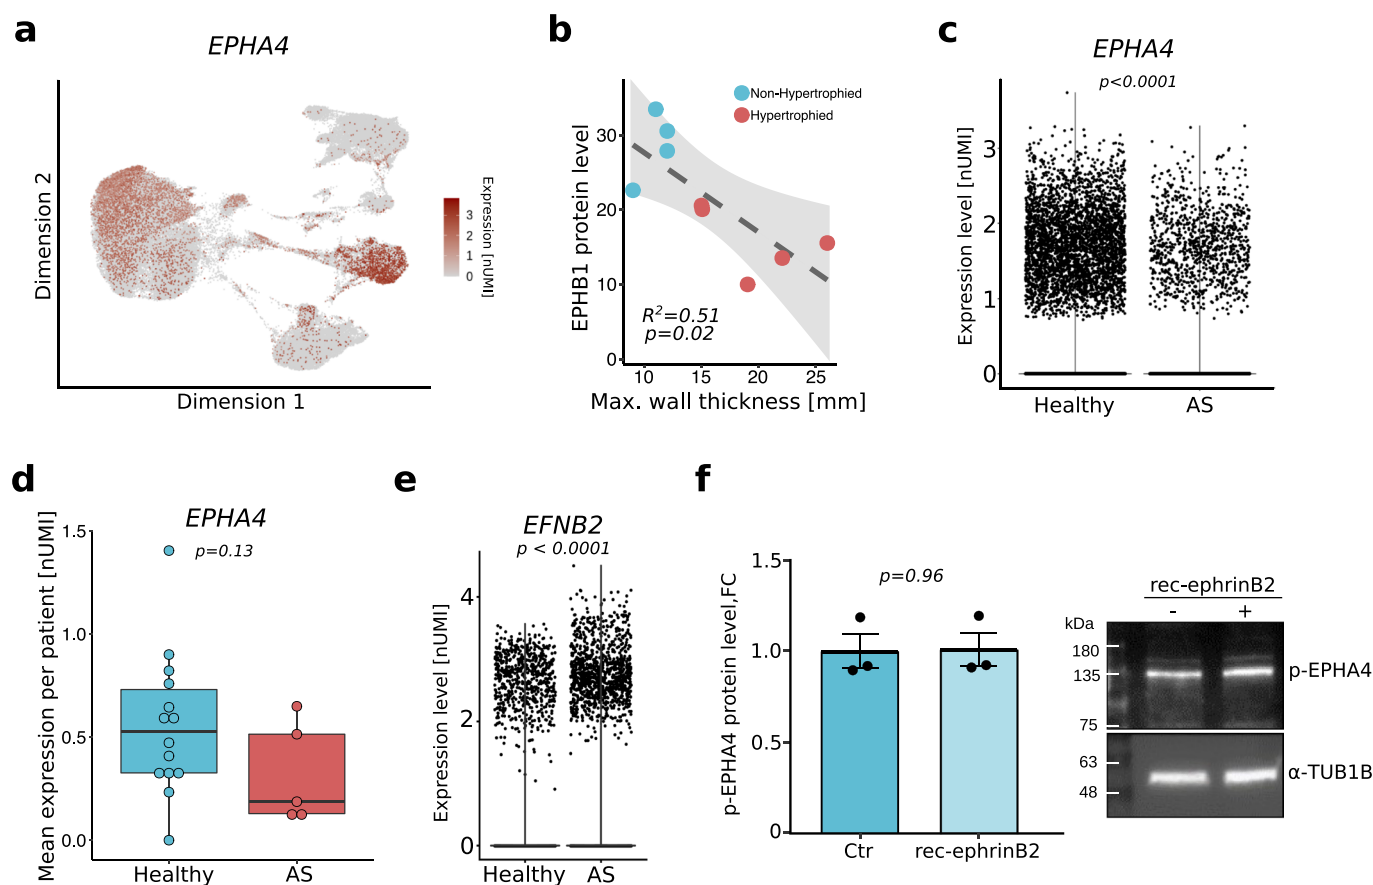 a
EPHA4
Dimension 2
Dimension 1
Expression [nUMI]
3
2
1
0
b
Non-Hypertrophied
Hypertrophied
EPHB1 protein level
30
20
10
0
R²=0.51
p=0.02
10 15 20 25
Max. wall thickness [mm]
c
EPHA4
p<0.0001
Expression level [nUMI]
3
2
1
0
Healthy AS
d
EPHA4
p=0.13
Mean expression per patient [nUMI]
1.5
1.0
0.5
0.0
Healthy AS
e
EFNB2
p < 0.0001
Expression level [nUMI]
4
2
0
Healthy AS
f
p=0.96
p-EPHA4 protein level,FC
1.5
1.0
0.5
0
Ctr rec-ephrinB2
rec-ephrinB2
- +
kDa
180
135
75
63
48
p-EPHA4
α-TUB1B